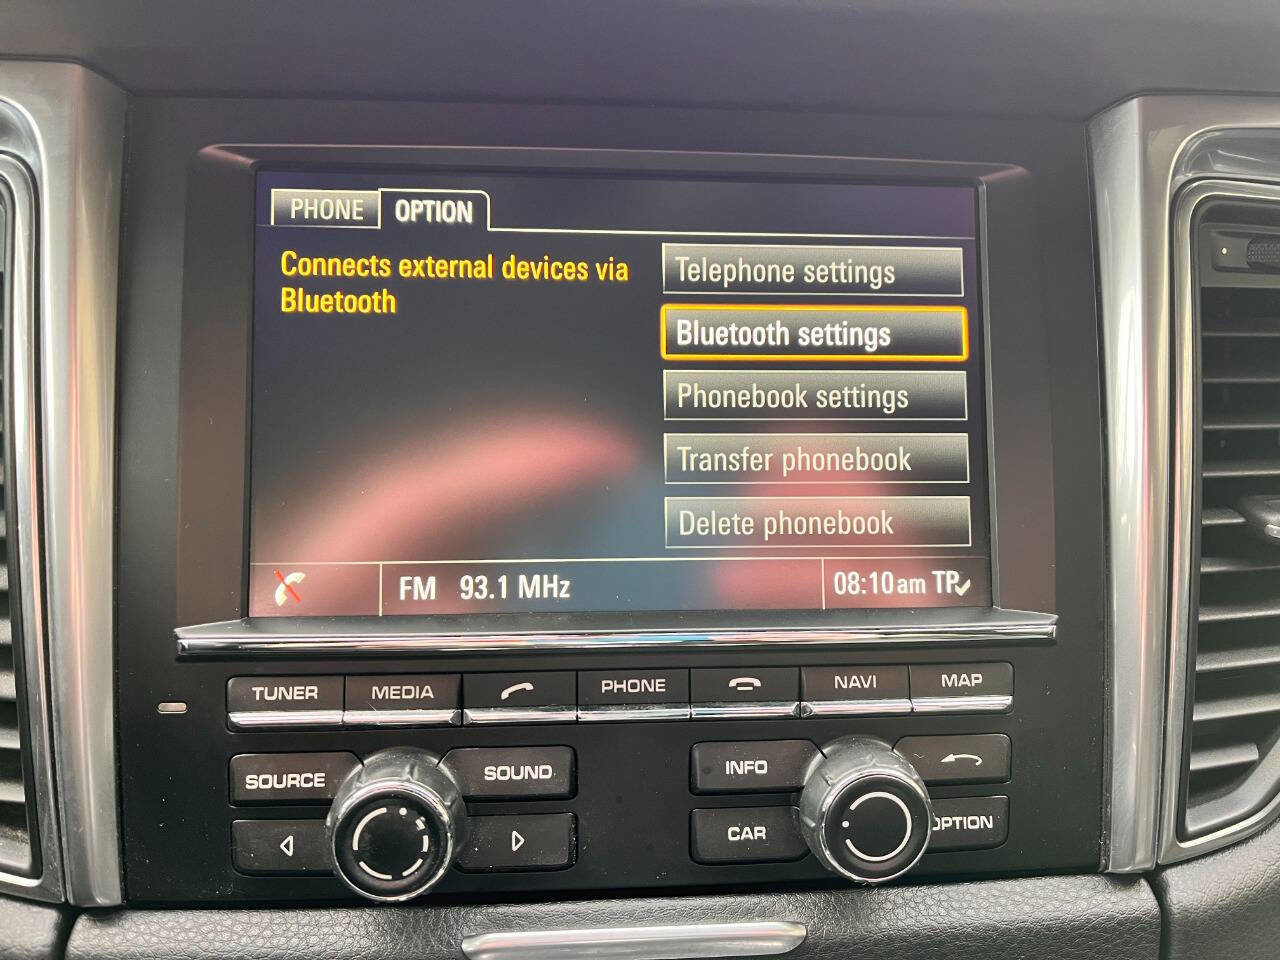 PHONE OPTION
Connects external devices via
Bluetooth
Telephone settings
Bluetooth settings
Phonebook settings
Transfer phonebook
Delete phonebook
FM 93.1 MHz 08:10 am TP
TUNER MEDIA PHONE NAVI MAP
SOURCE SOUND INFO
CAR OPTION